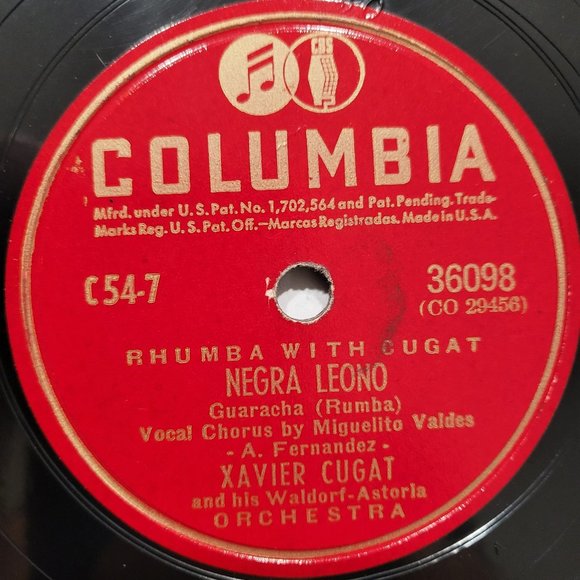 CBS
COLUMBIA
Mfrd. under U.S. Pat. No. 1,702,564 and Pat. Pending. Trade-
Marks Reg. U.S. Pat. Off.—Marcas Registradas. Made in U.S.A.
C 54-7
36098
(CO 29456)
RHUMBA WITH CUGAT
NEGRA LEONO
Guaracha (Rumba)
Vocal Chorus by Miguelito Valdes
- A. Fernandez -
XAVIER CUGAT
and his Waldorf-Astoria
ORCHESTRA